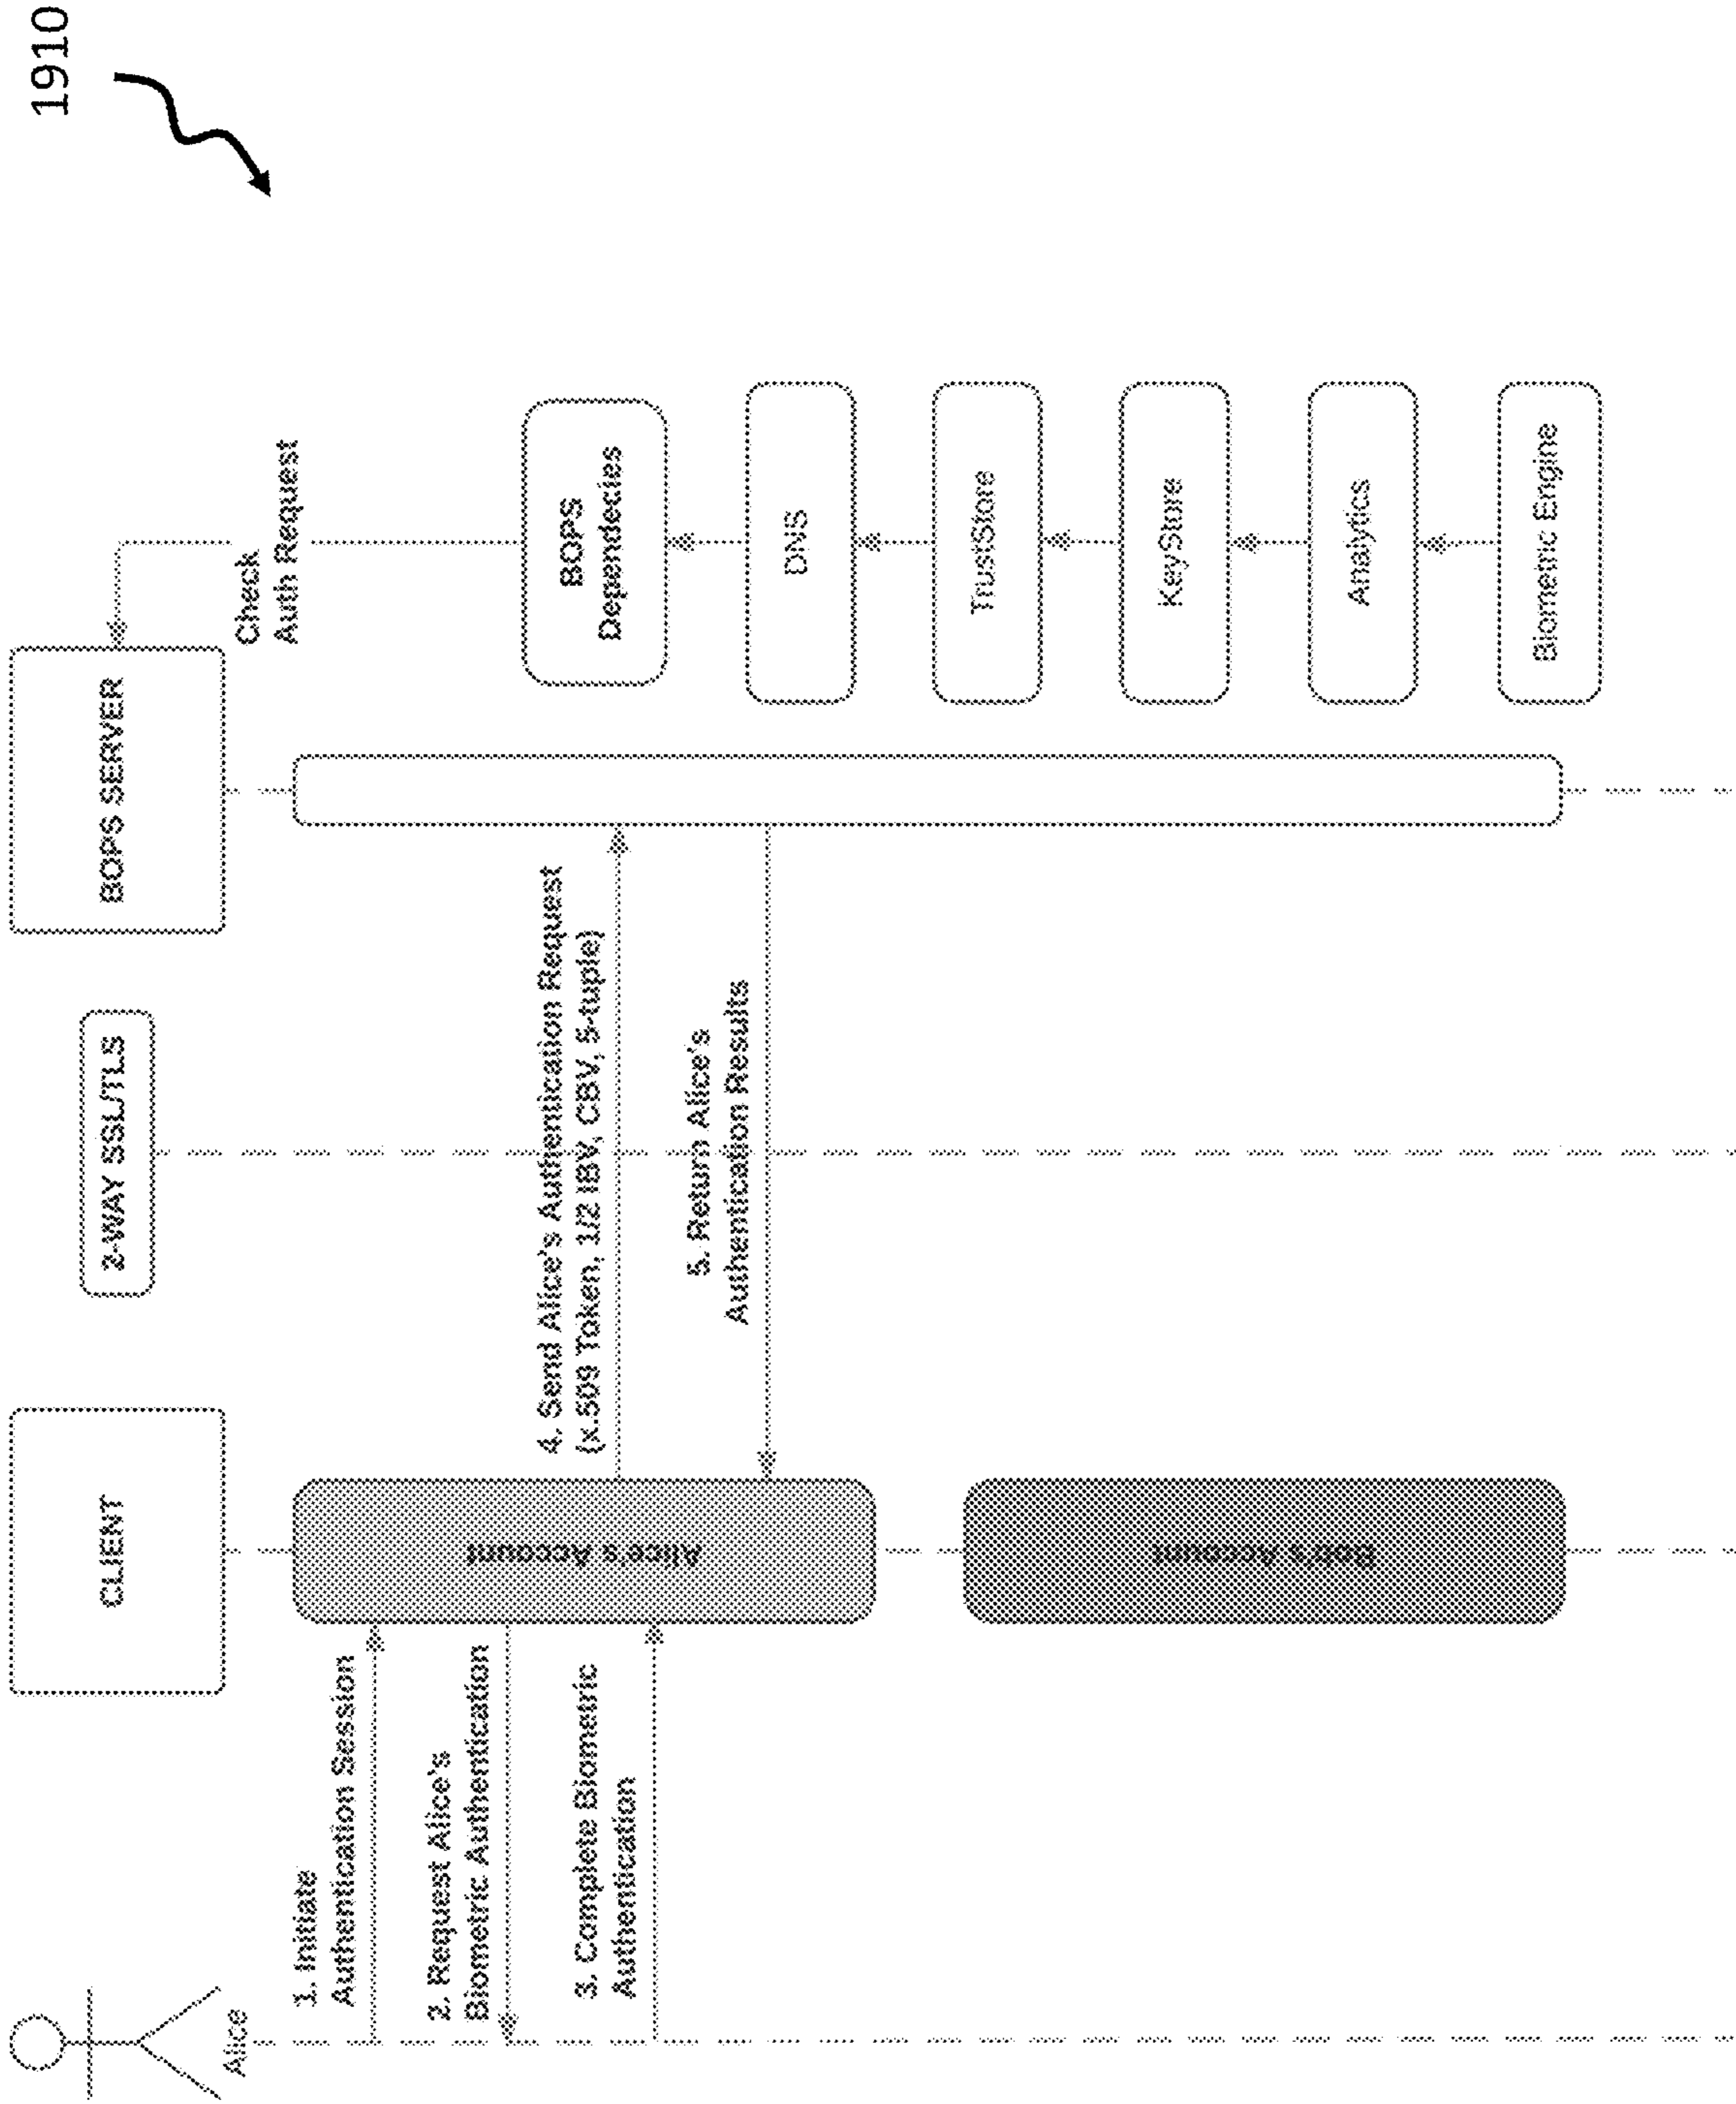 1910
Alice
CLIENT
2-WAY SSL/TLS
BOPS SERVER
Check
Auth Request
1. Initiate
Authentication Session
2. Request Alice's
Biometric Authentication
3. Complete Biometric
Authentication
Alice's Account
4. Send Alice's Authentication Request
(x.509 Token, 1/2 IBV, CBV, 5-tuple)
5. Return Alice's
Authentication Results
Bob's Account
BOPS
Dependecies
DNS
TrustStore
KeyStore
Analytics
Biometric Engine